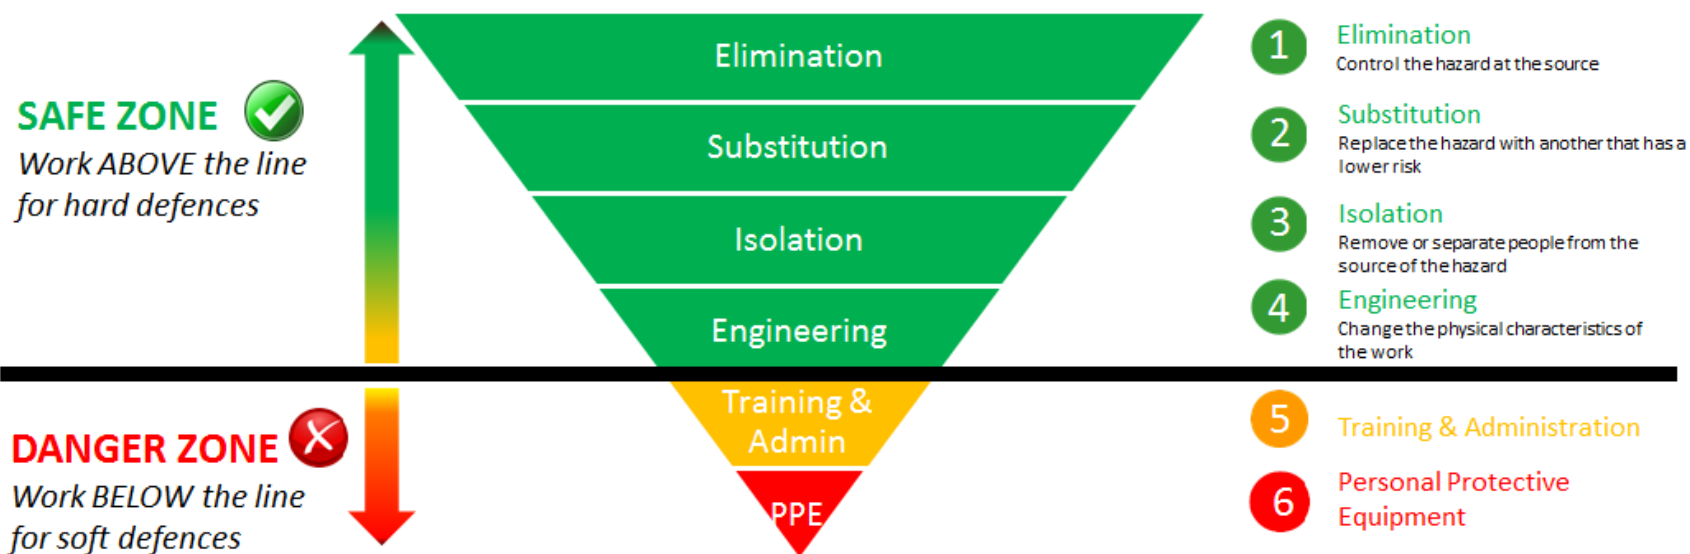 SAFE ZONE
Work ABOVE the line
for hard defences
DANGER ZONE
Work BELOW the line
for soft defences
Elimination
Substitution
Isolation
Engineering
Training &
Admin
PPE
1
Elimination
Control the hazard at the source
2
Substitution
Replace the hazard with another that has a
lower risk
3
Isolation
Remove or separate people from the
source of the hazard
4
Engineering
Change the physical characteristics of
the work
5
Training & Administration
6
Personal Protective
Equipment